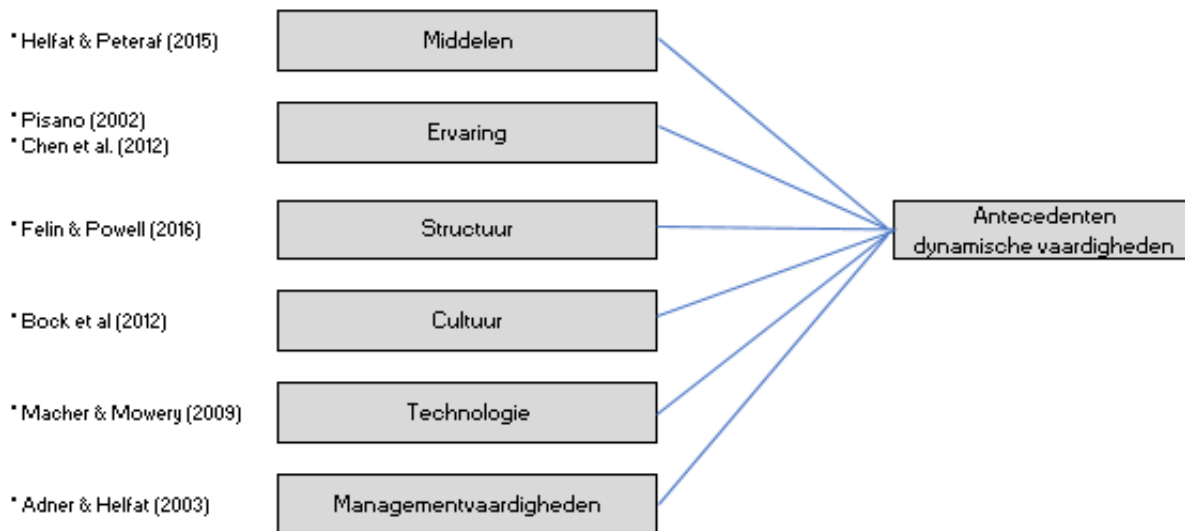 * Helfat & Peteraf (2015)
Middelen
* Pisano (2002)
* Chen et al. (2012)
Ervaring
* Felin & Powell (2016)
Structuur
Antecedenten
dynamische vaardigheden
* Bock et al (2012)
Cultuur
* Macher & Mowery (2009)
Technologie
* Adner & Helfat (2003)
Managementvaardigheden